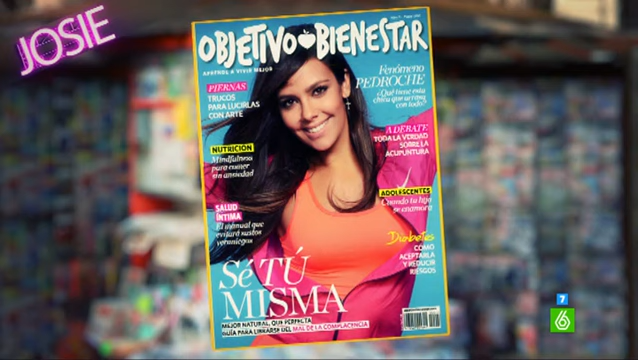 JOSIE
OBJETIVO BIENESTAR
APRENDE A VIVIR MEJOR
PIERNAS
TRUCOS
PARA LUCIRLAS
CON ARTE
NUTRICIÓN
Mindfulness
para comer
sin ansiedad
SALUD
ÍNTIMA
El manual que
evitará sustos
veraniegos
Sé TÚ
MISMA
MEJOR NATURAL, QUE PERFECTA
GUÍA PARA LIBRARSE DEL MAL DE LA COMPLACENCIA
Fenómeno
PEDROCHE
¿Qué tiene esta
chica que arrasa
con todo?
A DEBATE
TODA LA VERDAD
SOBRE LA
ACUPUNTURA
ADOLESCENTES
Cuando tu hijo
se enamora
Diabetes
CÓMO
ACEPTARLA
Y REDUCIR
RIESGOS
7
6